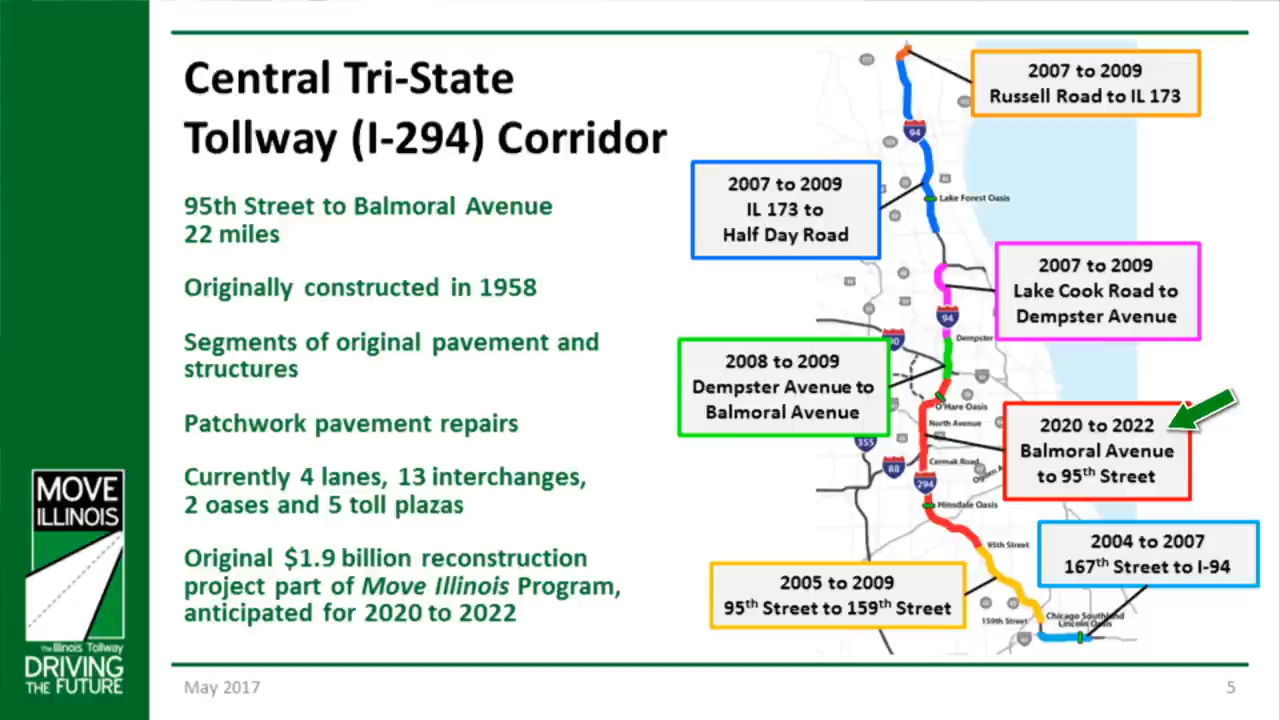 Central Tri-State
Tollway (I-294) Corridor
95th Street to Balmoral Avenue
22 miles
Originally constructed in 1958
Segments of original pavement and
structures
Patchwork pavement repairs
Currently 4 lanes, 13 interchanges,
2 oases and 5 toll plazas
Original $1.9 billion reconstruction
project part of Move Illinois Program,
anticipated for 2020 to 2022
2007 to 2009
Russell Road to IL 173
94
2007 to 2009
IL 173 to
Half Day Road
Lake Forest Oasis
2007 to 2009
Lake Cook Road to
Dempster Avenue
94
Dempster
2008 to 2009
Dempster Avenue to
Balmoral Avenue
O'Hare Oasis
North Avenue
2020 to 2022
Balmoral Avenue
to 95th Street
355
88
Cermak Road
294
Hinsdale Oasis
95th Street
2004 to 2007
167th Street to I-94
2005 to 2009
95th Street to 159th Street
159th Street
Chicago Southland
Lincoln Oasis
MOVE
ILLINOIS
The Illinois Tollway
DRIVING
THE FUTURE
May 2017
5